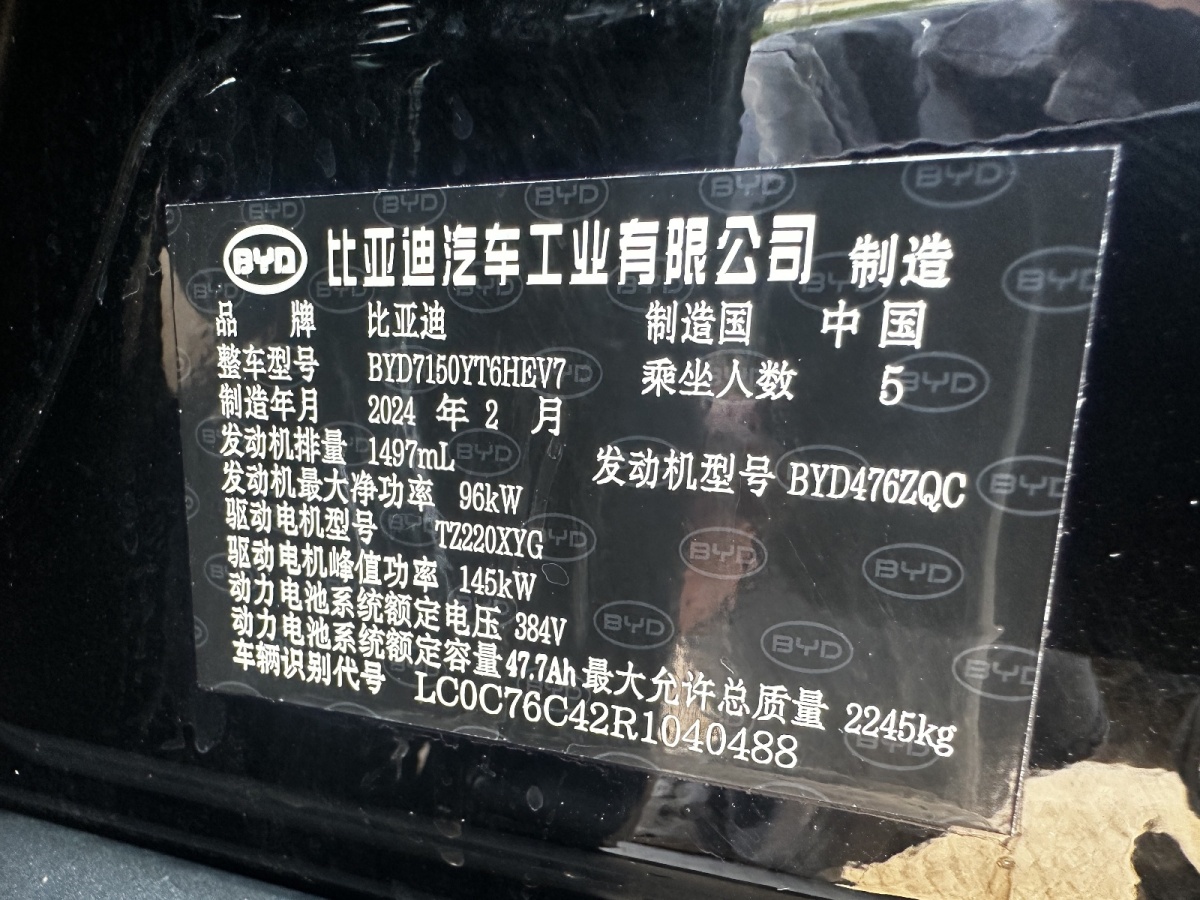 BYD 比亚迪汽车工业有限公司 制造
品 牌 比亚迪 制造国 中国
整车型号 BYD7150YT6HEV7 乘坐人数 5
制造年月 2024 年 2 月
发动机排量 1497mL 发动机型号 BYD476ZQC
发动机最大净功率 96kW
驱动电机型号 TZ220XYG
驱动电机峰值功率 145kW
动力电池系统额定电压 384V
动力电池系统额定容量 47.7Ah 最大允许总质量 2245kg
车辆识别代号 LC0C76C42R1040488